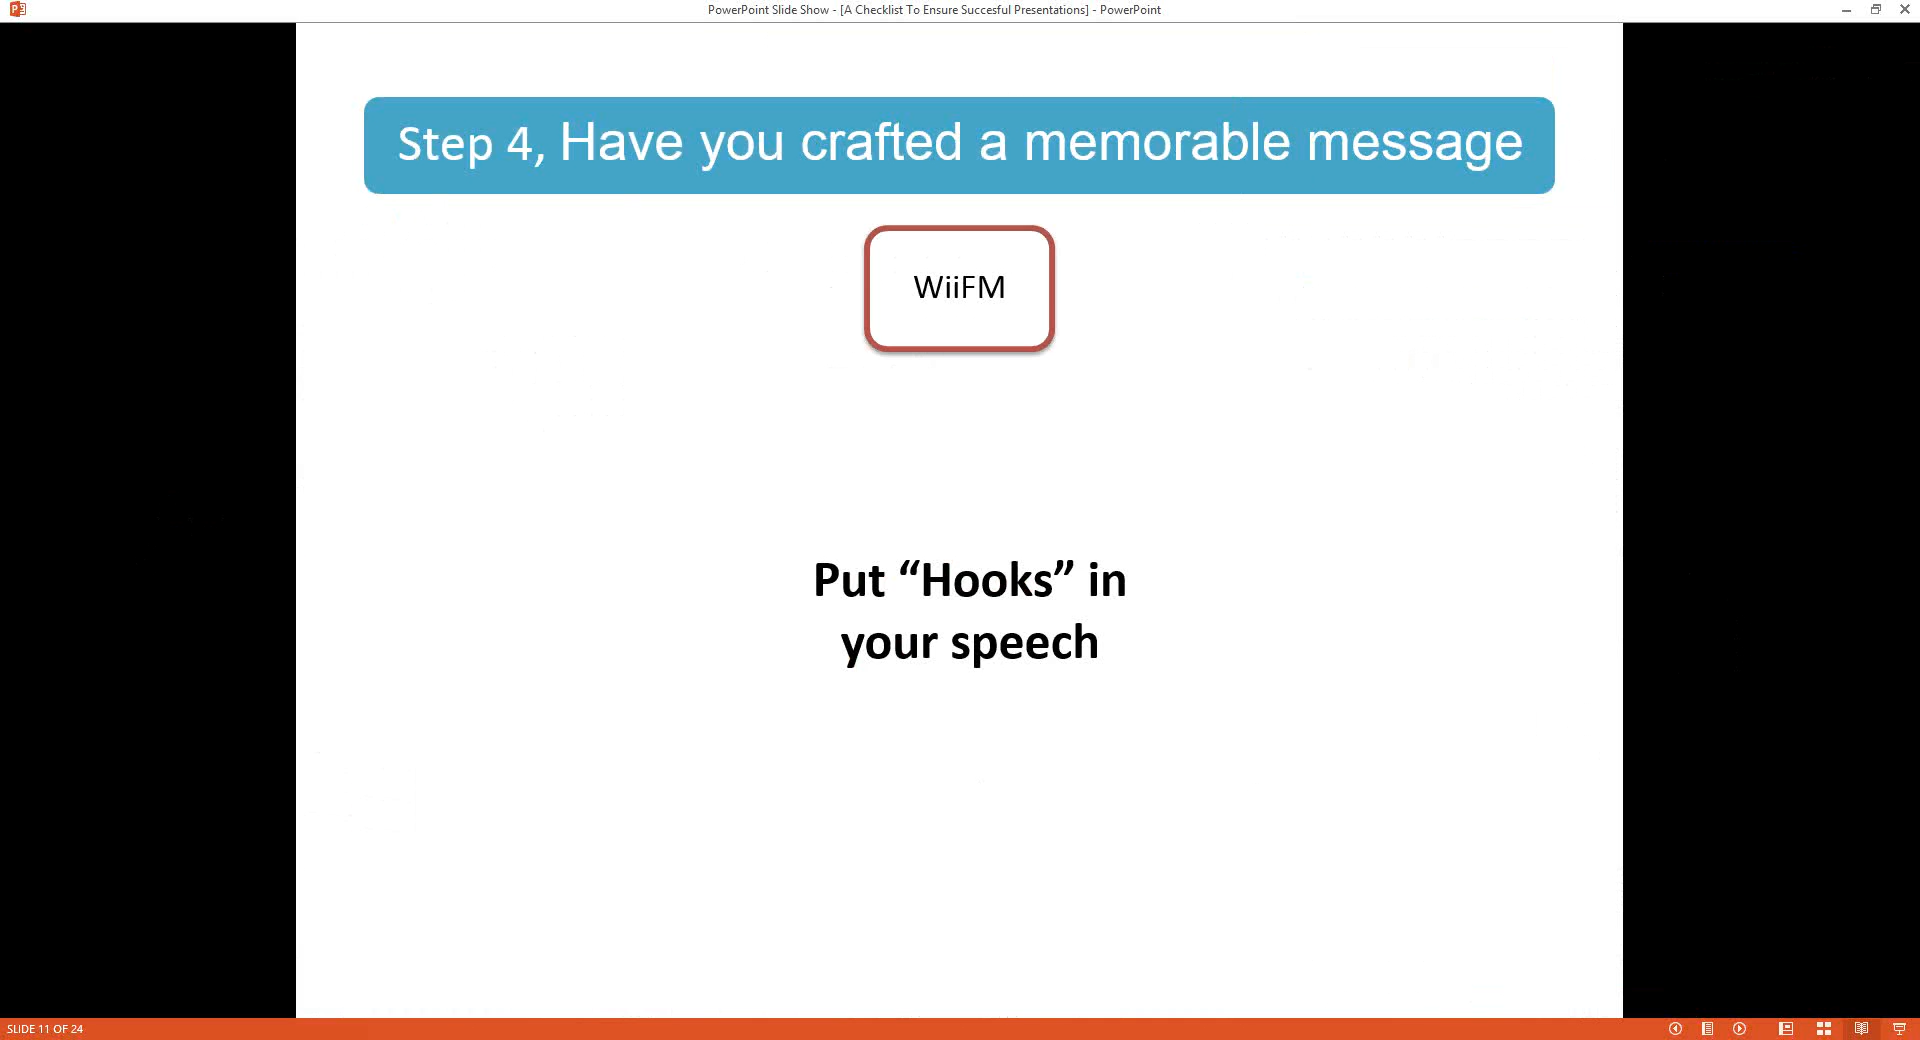 PowerPoint Slide Show - [A Checklist To Ensure Succesful Presentations] - PowerPoint
Step 4, Have you crafted a memorable message
WiiFM
Put “Hooks” in
your speech
SLIDE 11 OF 24